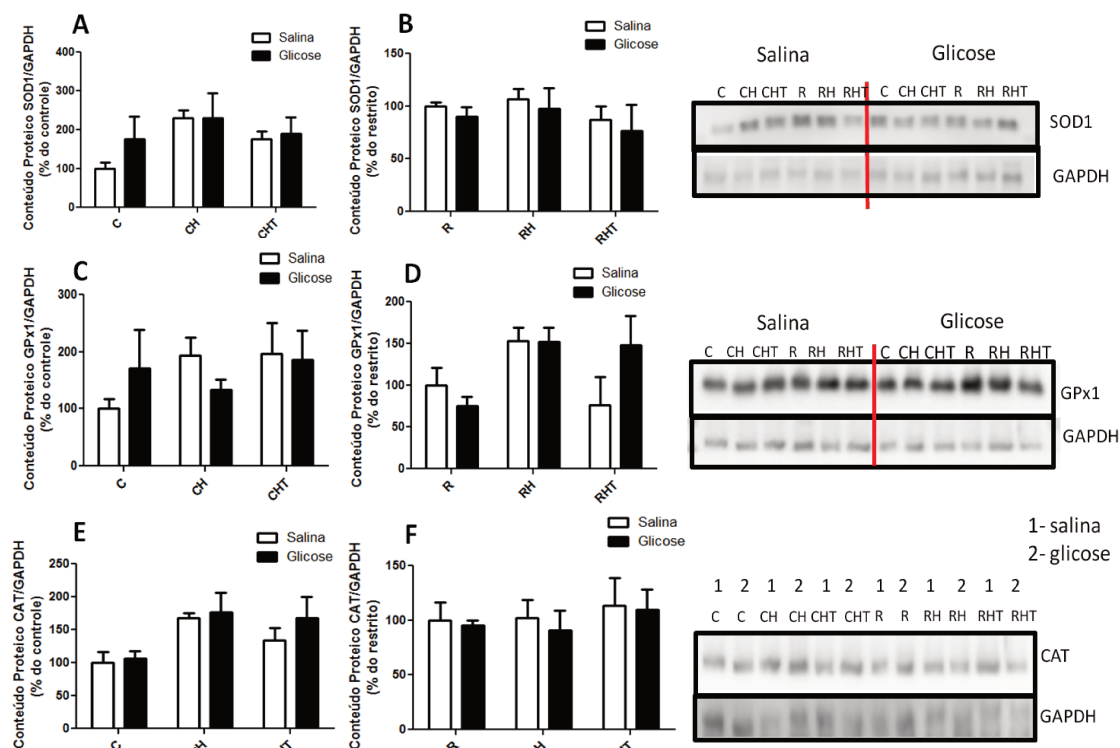 A
Salina
Glicose
Conteúdo Proteico SOD1/GAPDH
(% do controle)
400
300
200
100
0
C
CH
CHT
B
Salina
Glicose
Conteúdo Proteico SOD1/GAPDH
(% do restrito)
150
100
50
0
R
RH
RHT
Salina Glicose
C CH CHT R RH RHT C CH CHT R RH RHT
SOD1
GAPDH
C
Salina
Glicose
Conteúdo Proteico GPx1/GAPDH
(% do controle)
300
200
100
0
C
CH
CHT
D
Salina
Glicose
Conteúdo Proteico GPx1/GAPDH
(% do restrito)
200
150
100
50
0
R
RH
RHT
Salina Glicose
C CH CHT R RH RHT C CH CHT R RH RHT
GPx1
GAPDH
E
Salina
Glicose
Conteúdo Proteico CAT/GAPDH
(% do controle)
250
200
150
100
50
0
C
CH
CHT
F
Salina
Glicose
Conteúdo Proteico CAT/GAPDH
(% do restrito)
150
100
50
0
RHT
1- salina
2- glicose
1 2 1 2 1 2 1 2 1 2 1 2
C C CH CH CHT CHT R R RH RH RHT RHT
CAT
GAPDH